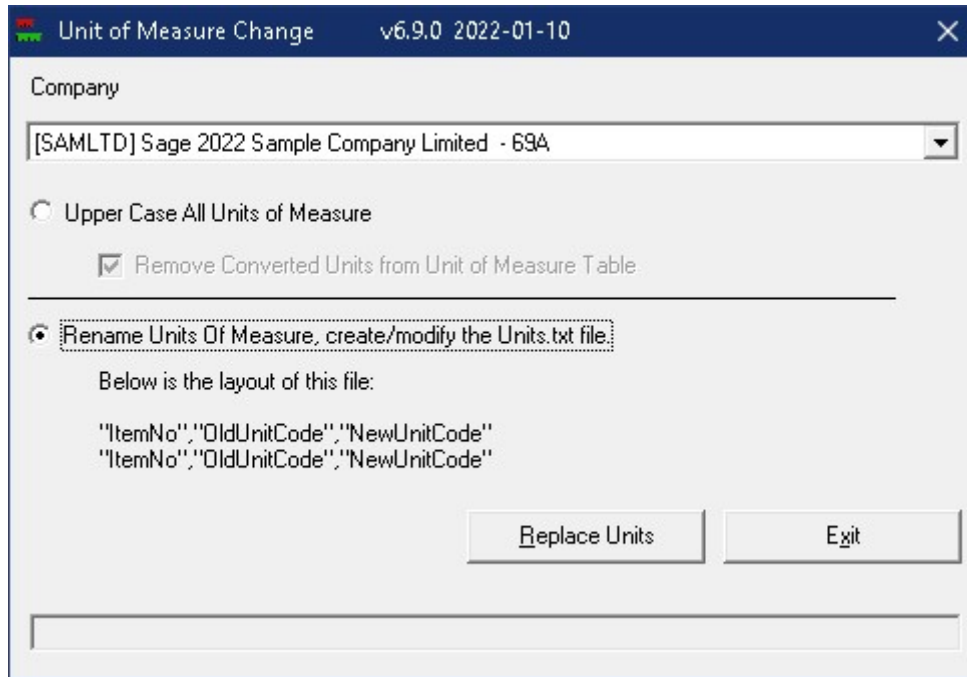 Unit of Measure Change v6.9.0 2022-01-10
Company
[SAMLTD] Sage 2022 Sample Company Limited - 69A
Upper Case All Units of Measure
Remove Converted Units from Unit of Measure Table
Rename Units Of Measure, create/modify the Units.txt file.
Below is the layout of this file:
"ItemNo","OldUnitCode","NewUnitCode"
"ItemNo","OldUnitCode","NewUnitCode"
Replace Units Exit